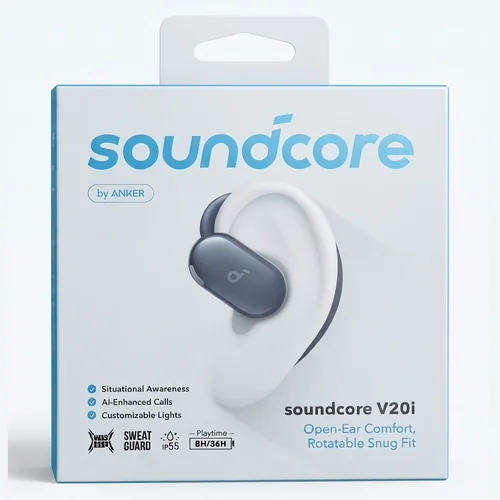 soundcore
by ANKER
Situational Awareness
AI-Enhanced Calls
Customizable Lights
SWEAT
GUARD
IP55
Playtime
8H/36H
soundcore V20i
Open-Ear Comfort,
Rotatable Snug Fit